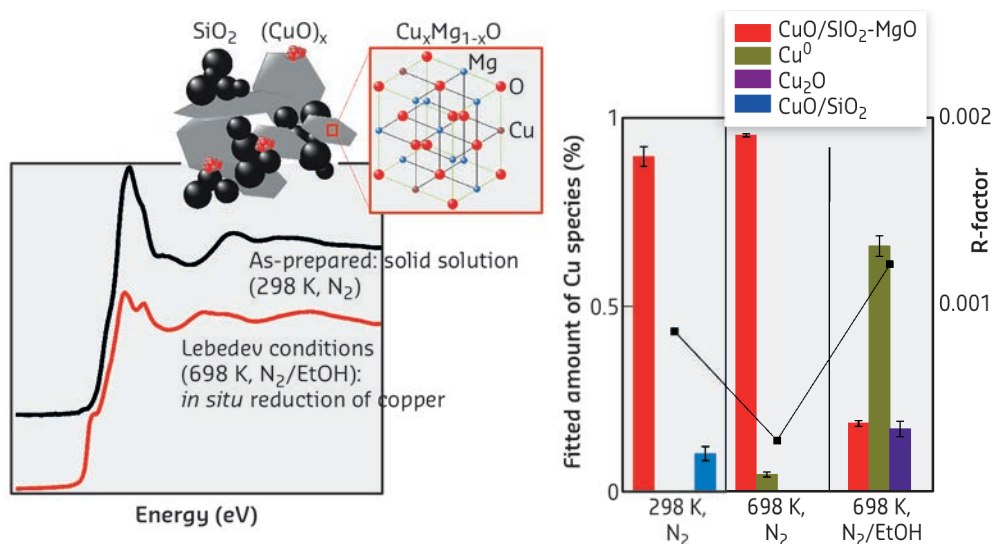 SiO2 (CuO)x CuxMg1-xO
Mg
O
Cu
As-prepared: solid solution
(298 K, N2)
Lebedev conditions
(698 K, N2/EtOH):
in situ reduction of copper
Energy (eV)
CuO/SIO2-MgO
Cu0
Cu2O
CuO/SiO2
Fitted amount of Cu species (%)
1
0.5
0
0.002
0.001
R-factor
298 K,
N2
698 K,
N2
698 K,
N2/EtOH